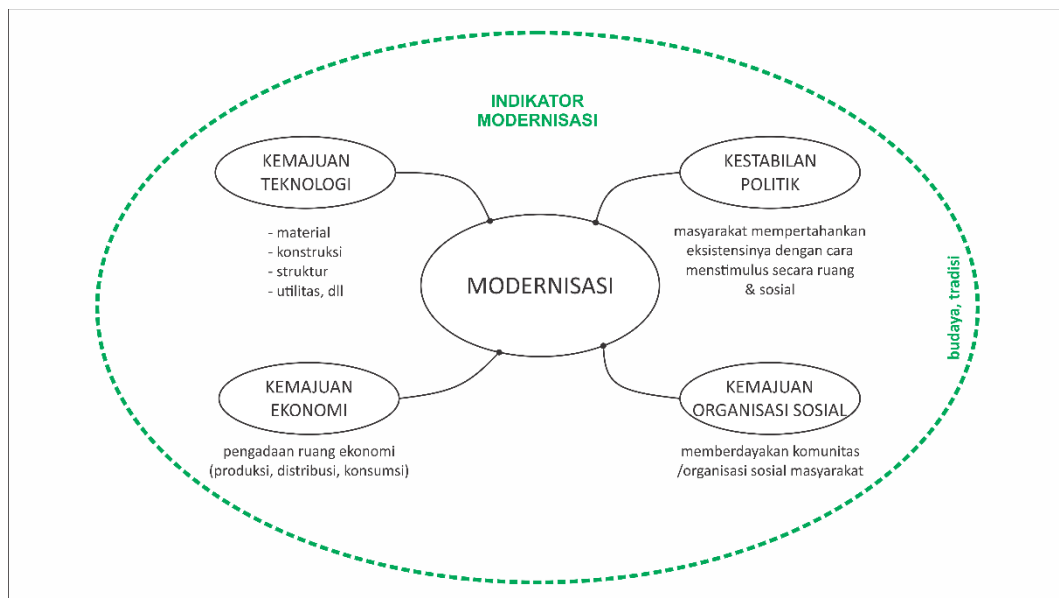 INDIKATOR
MODERNISASI
KEMAJUAN
TEKNOLOGI
- material
- konstruksi
- struktur
- utilitas, dll
KESTABILAN
POLITIK
masyarakat mempertahankan
eksistensinya dengan cara
menstimulus secara ruang
& sosial
MODERNISASI
budaya, tradisi
KEMAJUAN
EKONOMI
pengadaan ruang ekonomi
(produksi, distribusi, konsumsi)
KEMAJUAN
ORGANISASI SOSIAL
memberdayakan komunitas
/organisasi sosial masyarakat